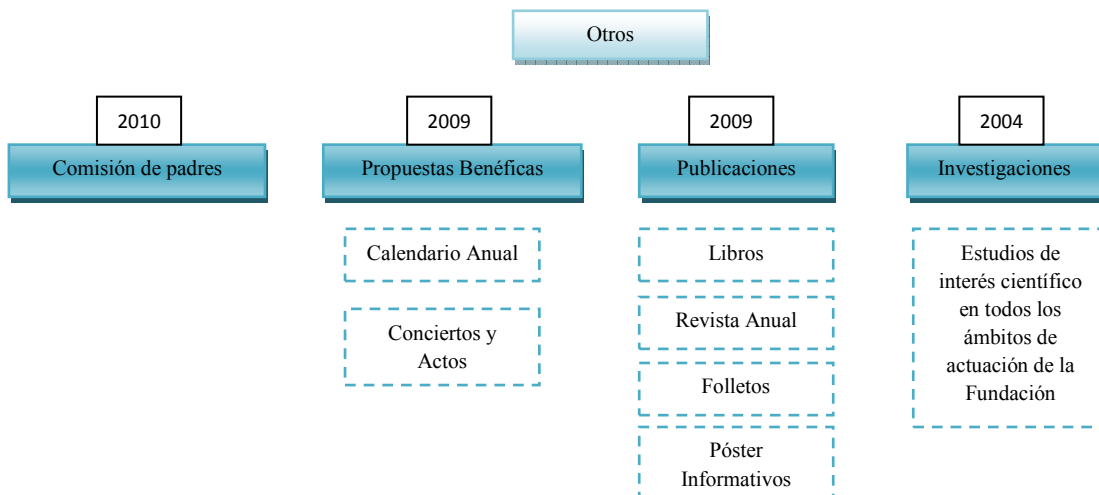 Otros
2010
Comisión de padres
2009
Propuestas Benéficas
Calendario Anual
Conciertos y
Actos
2009
Publicaciones
Libros
Revista Anual
Folletos
Póster
Informativos
2004
Investigaciones
Estudios de
interés científico
en todos los
ámbitos de
actuación de la
Fundación